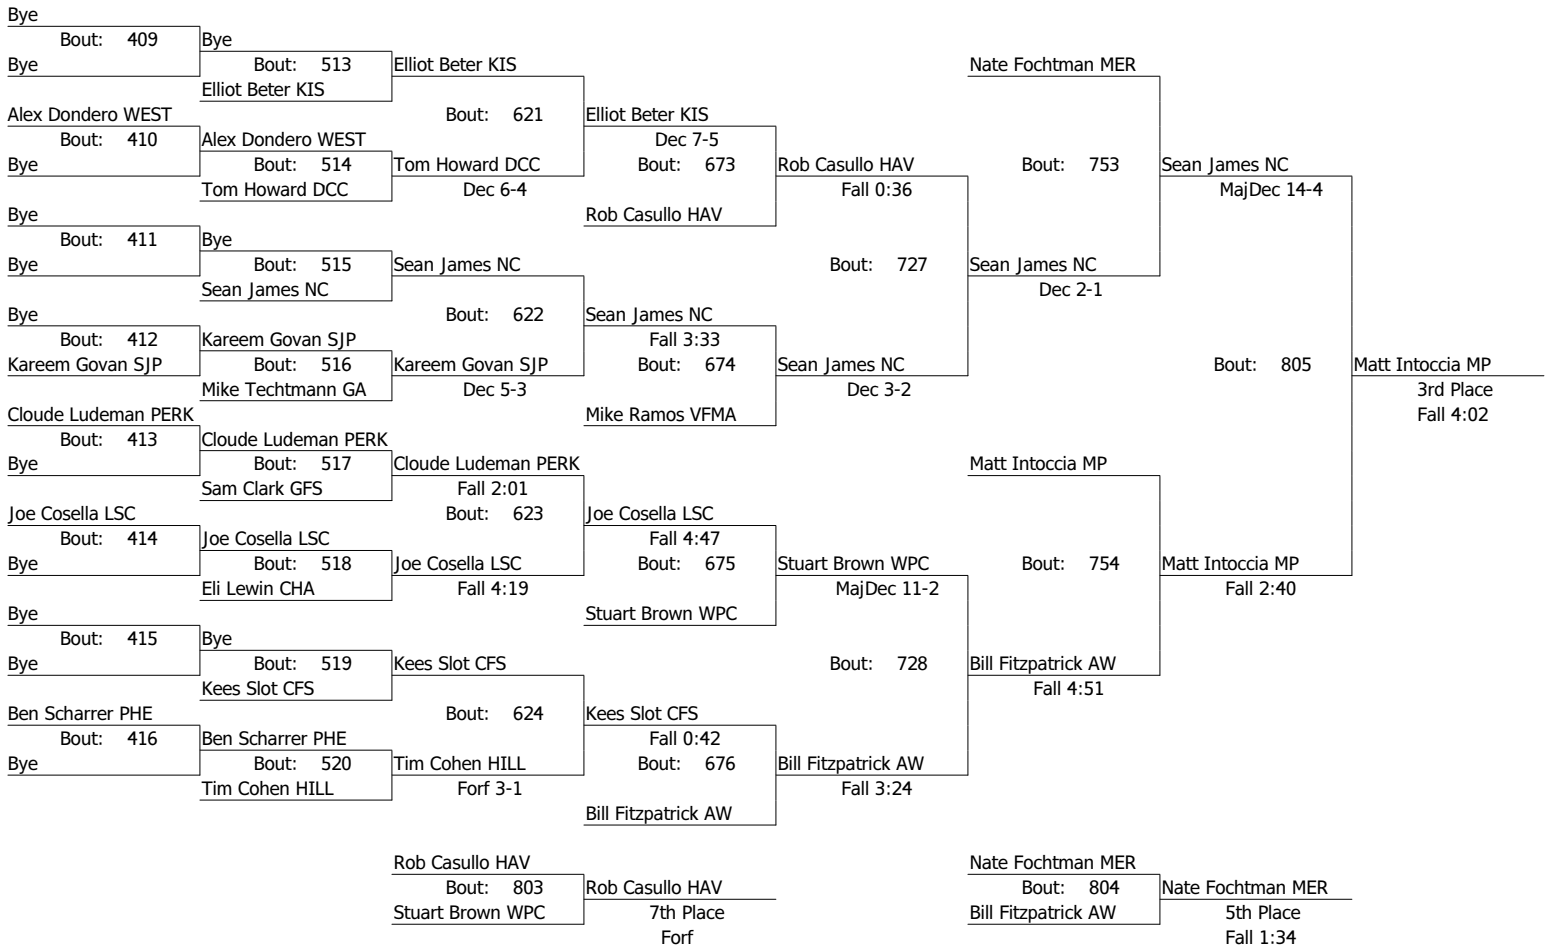 Bye
Bout: 409 Bye
Bye Bout: 513 Elliot Beter KIS Nate Fochtman MER
Elliot Beter KIS
Alex Dondero WEST Bout: 621 Elliot Beter KIS
Bout: 410 Alex Dondero WEST Dec 7-5
Bye Bout: 514 Tom Howard DCC Bout: 673 Rob Casullo HAV Bout: 753 Sean James NC
Tom Howard DCC Dec 6-4 Fall 0:36 MajDec 14-4
Bye Rob Casullo HAV
Bout: 411 Bye
Bye Bout: 515 Sean James NC Bout: 727 Sean James NC
Sean James NC Dec 2-1
Bye Bout: 622 Sean James NC
Bout: 412 Kareem Govan SJP Fall 3:33
Kareem Govan SJP Bout: 516 Kareem Govan SJP Bout: 674 Sean James NC Bout: 805 Matt Intoccia MP
Mike Techtmann GA Dec 5-3 Dec 3-2 3rd Place
Cloude Ludeman PERK Mike Ramos VFMA Fall 4:02
Bout: 413 Cloude Ludeman PERK
Bye Bout: 517 Cloude Ludeman PERK Matt Intoccia MP
Sam Clark GFS Fall 2:01
Joe Cosella LSC Bout: 623 Joe Cosella LSC
Bout: 414 Joe Cosella LSC Fall 4:47
Bye Bout: 518 Joe Cosella LSC Bout: 675 Stuart Brown WPC Bout: 754 Matt Intoccia MP
Eli Lewin CHA Fall 4:19 MajDec 11-2 Fall 2:40
Bye Stuart Brown WPC
Bout: 415 Bye
Bye Bout: 519 Kees Slot CFS Bout: 728 Bill Fitzpatrick AW
Kees Slot CFS Fall 4:51
Ben Scharrer PHE Bout: 624 Kees Slot CFS
Bout: 416 Ben Scharrer PHE Fall 0:42
Bye Bout: 520 Tim Cohen HILL Bout: 676 Bill Fitzpatrick AW
Tim Cohen HILL Forf 3-1 Fall 3:24
Bill Fitzpatrick AW
Rob Casullo HAV Nate Fochtman MER
Bout: 803 Rob Casullo HAV Bout: 804 Nate Fochtman MER
Stuart Brown WPC 7th Place Bill Fitzpatrick AW 5th Place
Forf Fall 1:34